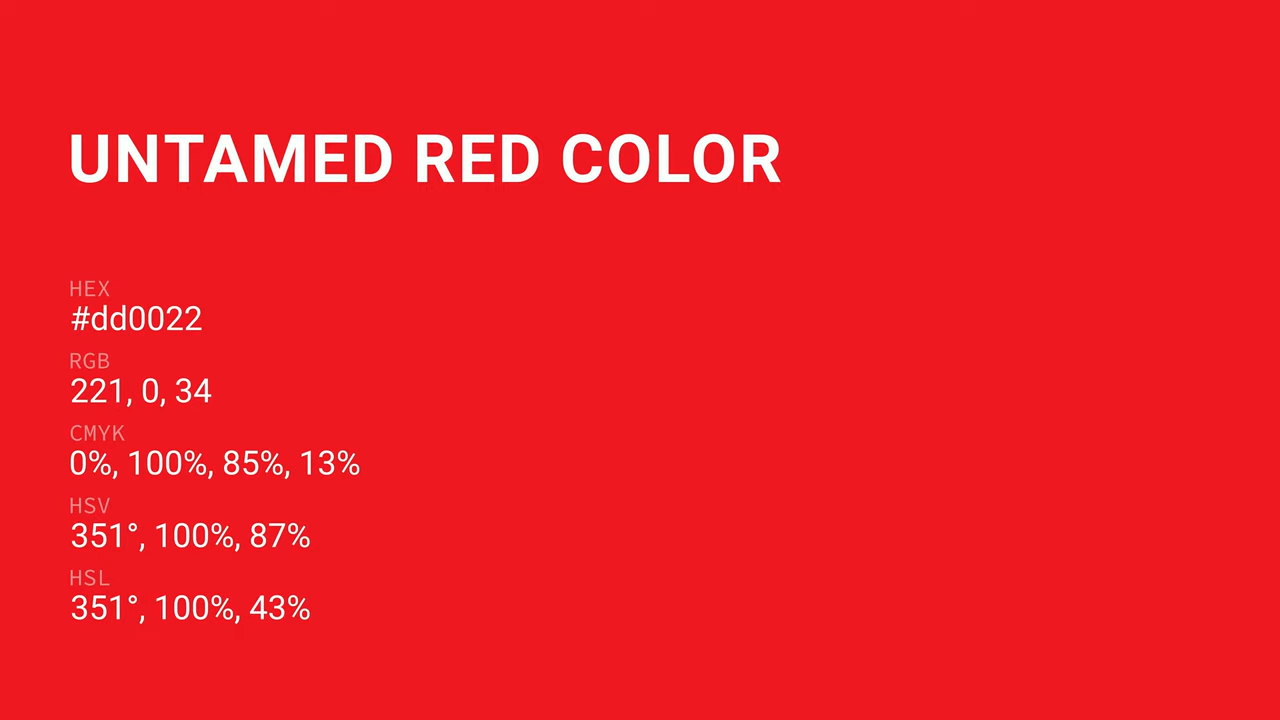 UNTAMED RED COLOR
HEX
#dd0022
RGB
221, 0, 34
CMYK
0%, 100%, 85%, 13%
HSV
351°, 100%, 87%
HSL
351°, 100%, 43%